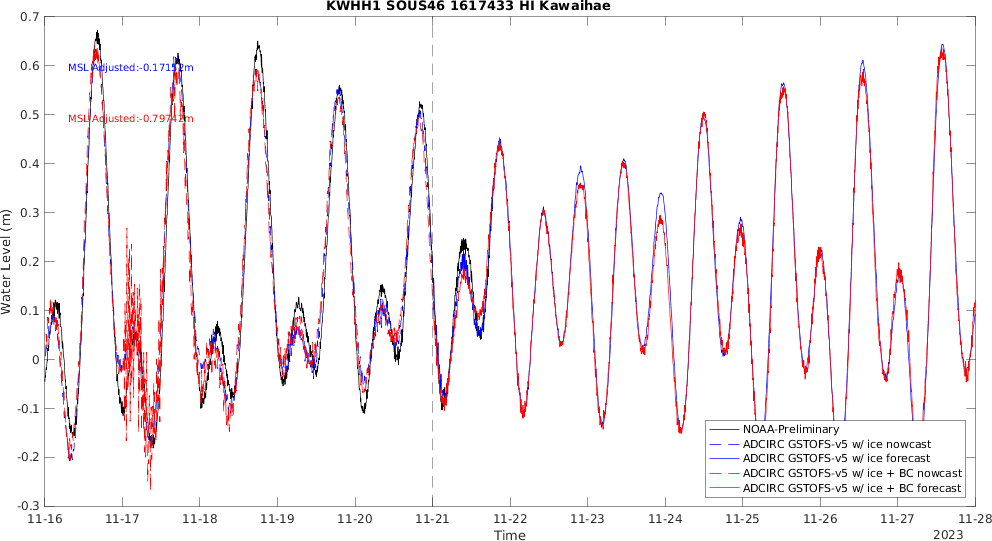 KWHH1 SOUS46 1617433 HI Kawaihae
0.7
0.6
0.5
0.4
0.3
0.2
0.1
0
-0.1
-0.2
-0.3
Water Level (m)
MSL Adjusted:-0.17152m
MSL Adjusted:-0.79742m
NOAA-Preliminary
ADCIRC GSTOFS-v5 w/ ice nowcast
ADCIRC GSTOFS-v5 w/ ice forecast
ADCIRC GSTOFS-v5 w/ ice + BC nowcast
ADCIRC GSTOFS-v5 w/ ice + BC forecast
11-16 11-17 11-18 11-19 11-20 11-21 11-22 11-23 11-24 11-25 11-26 11-27 11-28
Time
2023